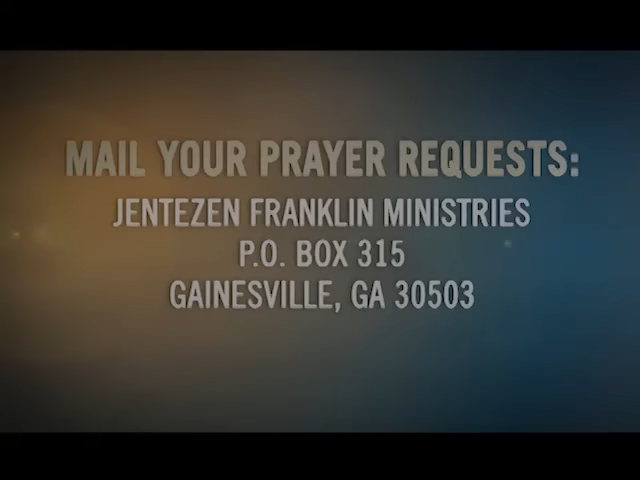 MAIL YOUR PRAYER REQUESTS:
JENTEZEN FRANKLIN MINISTRIES
P.O. BOX 315
GAINESVILLE, GA 30503